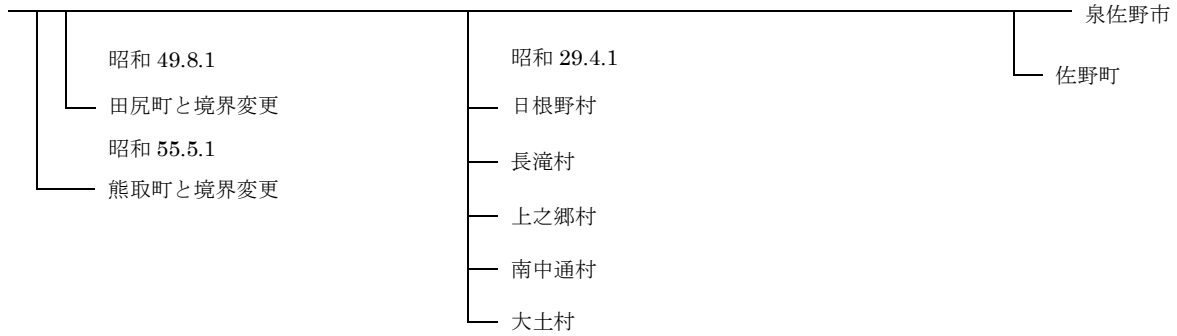 泉佐野市
昭和 49.8.1
昭和 29.4.1
佐野町
田尻町と境界変更
日根野村
昭和 55.5.1
長滝村
熊取町と境界変更
上之郷村
南中通村
大土村